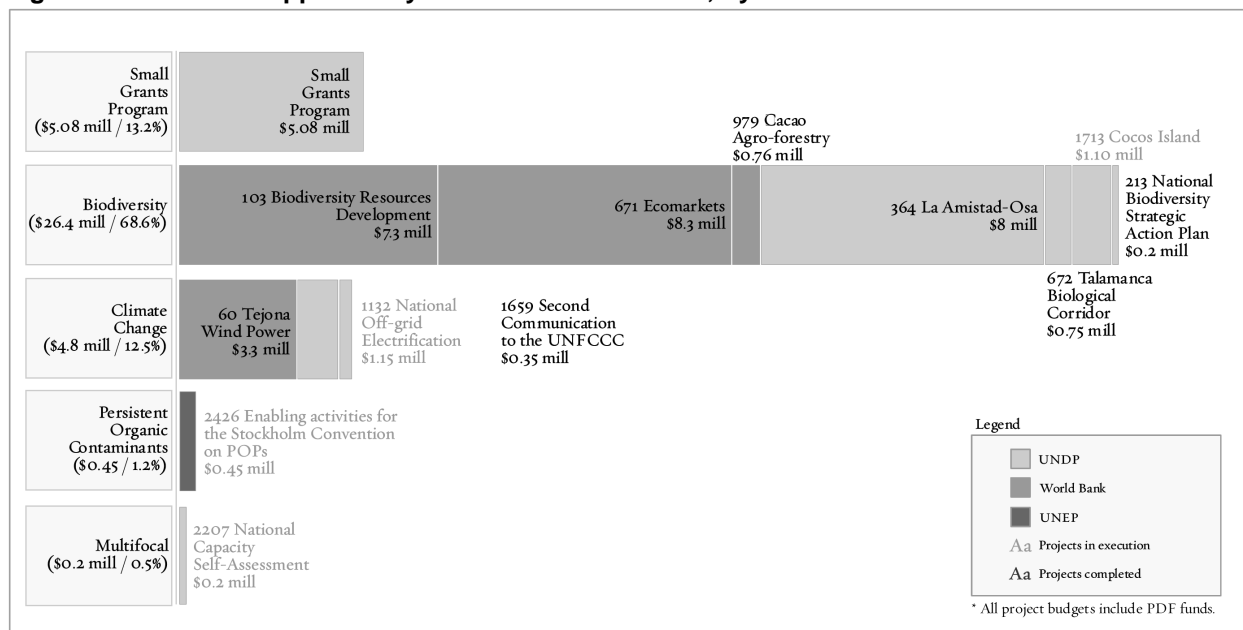 Small
Grants
Program
($5.08 mill / 13.2%)
Small
Grants
Program
$5.08 mill
979 Cacao
Agro-forestry
$0.76 mill
1713 Cocos Island
$1.10 mill
Biodiversity
($26.4 mill / 68.6%)
103 Biodiversity Resources
Development
$7.3 mill
671 Ecomarkets
$8.3 mill
364 La Amistad-Osa
$8 mill
213 National
Biodiversity
Strategic
Action Plan
$0.2 mill
672 Talamanca
Biological
Corridor
$0.75 mill
Climate
Change
($4.8 mill / 12.5%)
60 Tejona
Wind Power
$3.3 mill
1132 National
Off-grid
Electrification
$1.15 mill
1659 Second
Communication
to the UNFCCC
$0.35 mill
Persistent
Organic
Contaminants
($0.45 / 1.2%)
2426 Enabling activities for
the Stockholm Convention
on POPs
$0.45 mill
Multifocal
($0.2 mill / 0.5%)
2207 National
Capacity
Self-Assessment
$0.2 mill
Legend
UNDP
World Bank
UNEP
Aa Projects in execution
Aa Projects completed
* All project budgets include PDF funds.